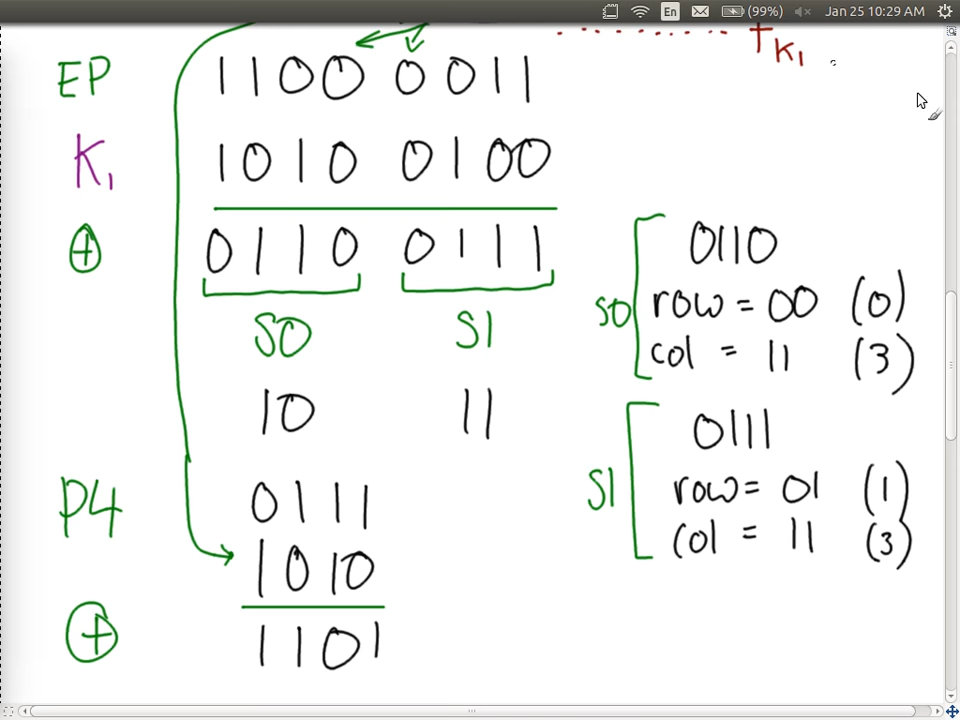 En (99%) Jan 25 10:29 AM
EP 1100 0011
K1 1010 0100
⊕ 0110 0111
S0 S1
10 11
P4 0111
1010
⊕ 1101
fK1
S0 0110
row = 00 (0)
col = 11 (3)
S1 0111
row = 01 (1)
col = 11 (3)